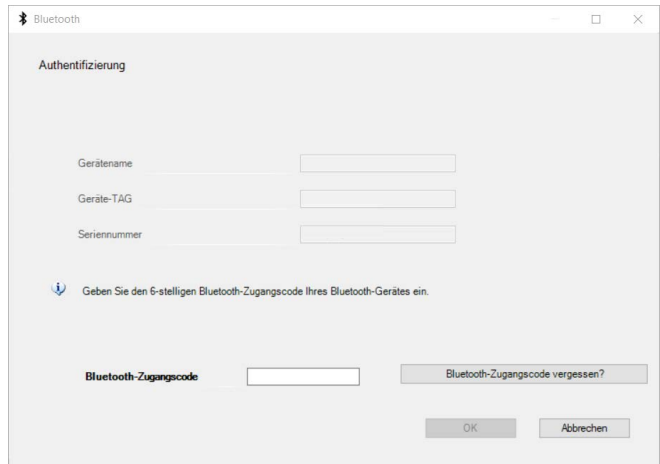 Bluetooth
Authentifizierung
Gerätename
Geräte-TAG
Seriennummer
Geben Sie den 6-stelligen Bluetooth-Zugangscode Ihres Bluetooth-Gerätes ein.
Bluetooth-Zugangscode
Bluetooth-Zugangscode vergessen?
OK
Abbrechen